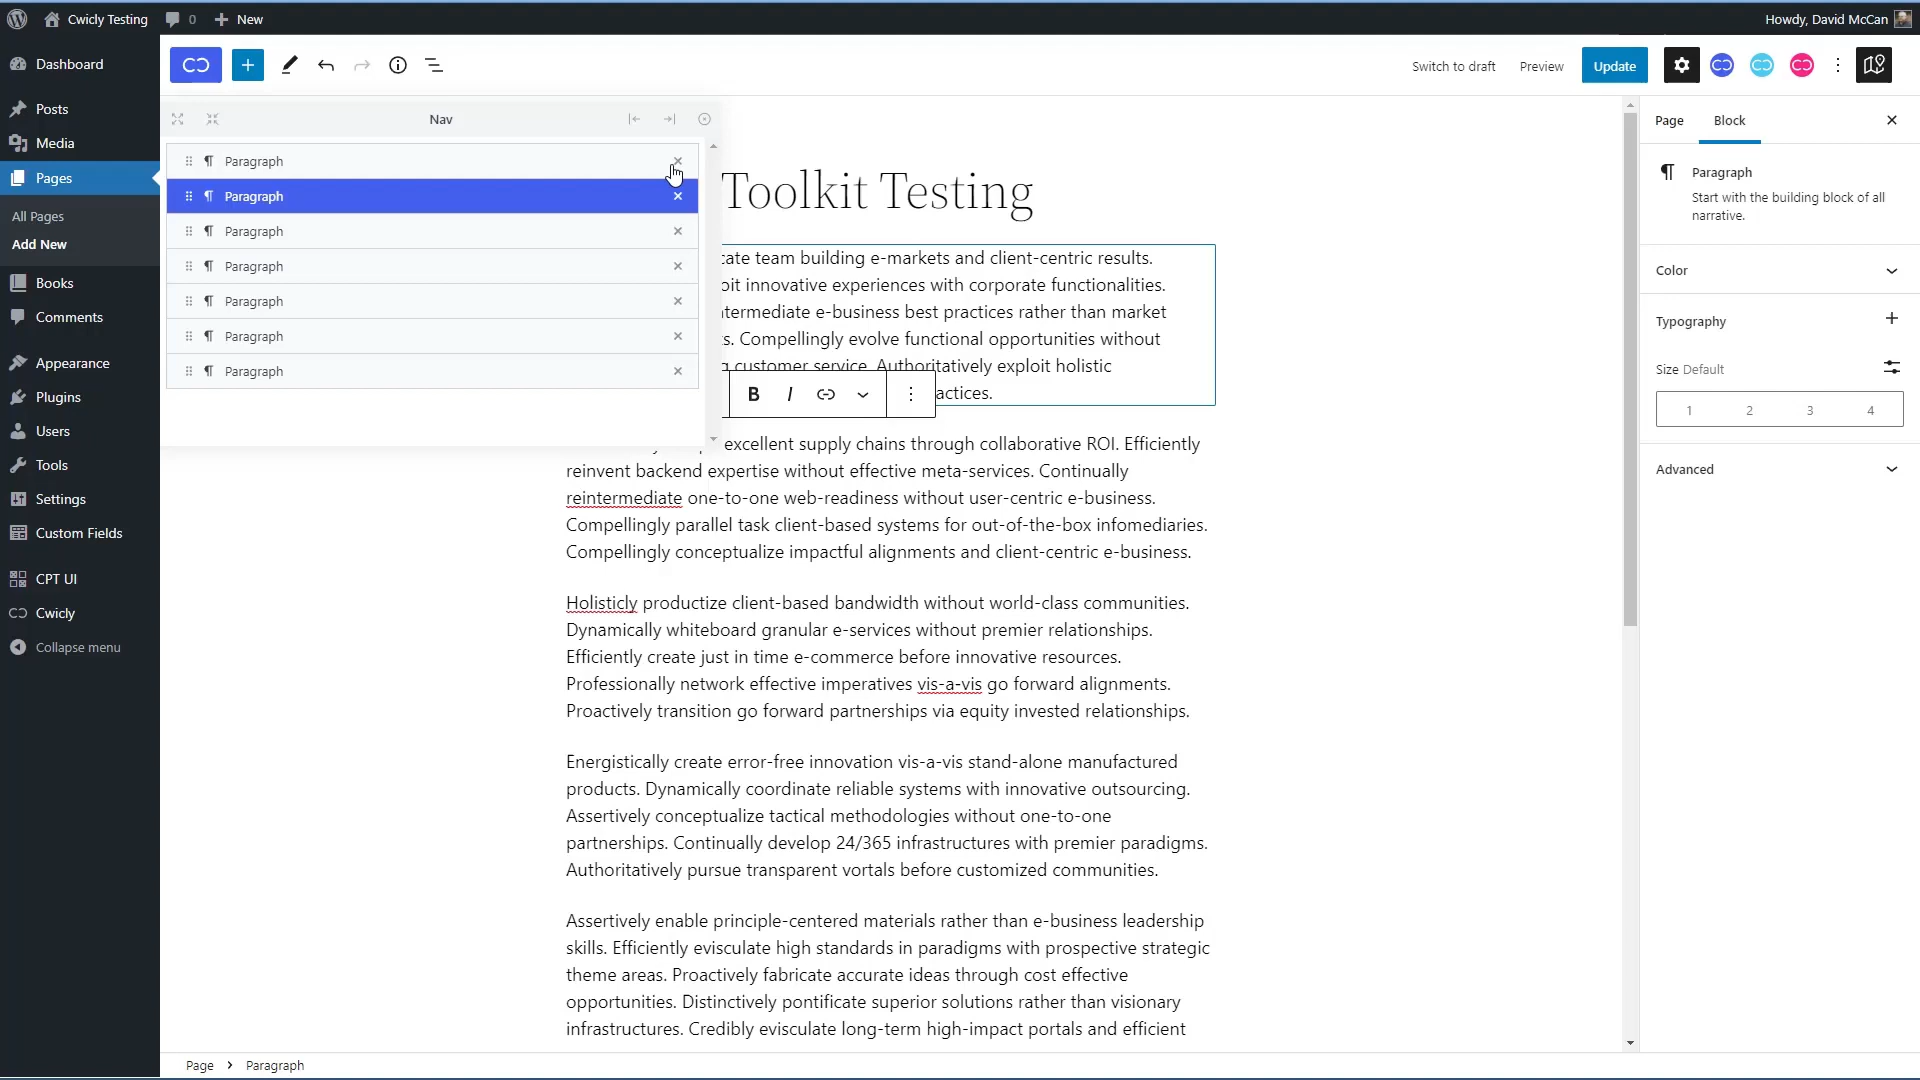 Cwicly Testing
0
New
Howdy, David McCan
Dashboard
Posts
Media
Pages
All Pages
Add New
Books
Comments
Appearance
Plugins
Users
Tools
Settings
Custom Fields
CPT UI
Cwicly
Collapse menu
Switch to draft
Preview
Update
Nav
Paragraph
Paragraph
Paragraph
Paragraph
Paragraph
Paragraph
Paragraph
Toolkit Testing
cate team building e-markets and client-centric results.
oit innovative experiences with corporate functionalities.
ntermediate e-business best practices rather than market
s. Compellingly evolve functional opportunities without
g customer service. Authoritatively exploit holistic
actices.
B I
excellent supply chains through collaborative ROI. Efficiently
reinvent backend expertise without effective meta-services. Continually
reintermediate one-to-one web-readiness without user-centric e-business.
Compellingly parallel task client-based systems for out-of-the-box infomediaries.
Compellingly conceptualize impactful alignments and client-centric e-business.
Holisticly productize client-based bandwidth without world-class communities.
Dynamically whiteboard granular e-services without premier relationships.
Efficiently create just in time e-commerce before innovative resources.
Professionally network effective imperatives vis-a-vis go forward alignments.
Proactively transition go forward partnerships via equity invested relationships.
Energistically create error-free innovation vis-a-vis stand-alone manufactured
products. Dynamically coordinate reliable systems with innovative outsourcing.
Assertively conceptualize tactical methodologies without one-to-one
partnerships. Continually develop 24/365 infrastructures with premier paradigms.
Authoritatively pursue transparent vortals before customized communities.
Assertively enable principle-centered materials rather than e-business leadership
skills. Efficiently evisculate high standards in paradigms with prospective strategic
theme areas. Proactively fabricate accurate ideas through cost effective
opportunities. Distinctively pontificate superior solutions rather than visionary
infrastructures. Credibly evisculate long-term high-impact portals and efficient
Page
Block
Paragraph
Start with the building block of all
narrative.
Color
Typography
Size Default
1 2 3 4
Advanced
Page
Paragraph